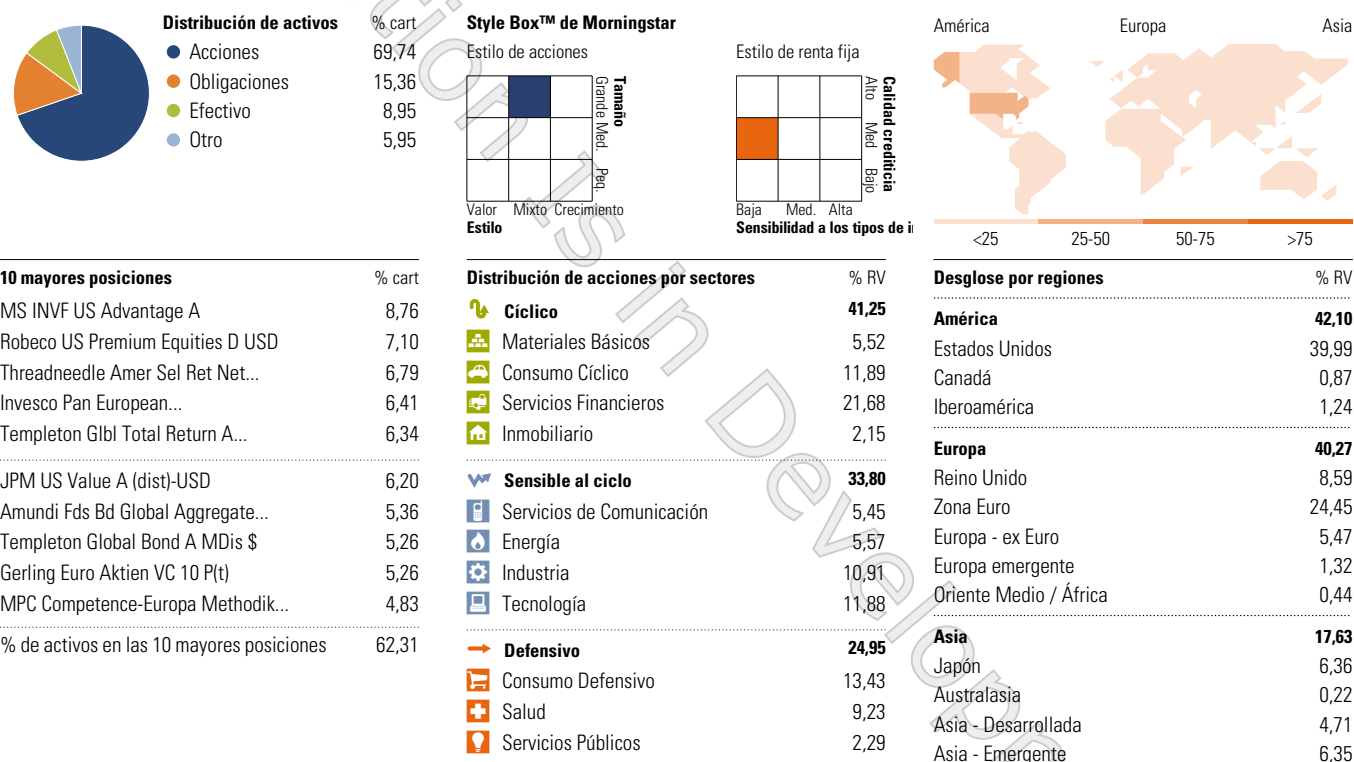 Distribución de activos % cart
Acciones 69,74
Obligaciones 15,36
Efectivo 8,95
Otro 5,95
Style Box™ de Morningstar
Estilo de acciones
Tamaño
Grande Med. Peq.
Valor Mixto Crecimiento
Estilo
Estilo de renta fija
Calidad crediticia
Alto Med Bajo
Baja Med. Alta
Sensibilidad a los tipos de i
América Europa Asia
<25 25-50 50-75 >75
10 mayores posiciones % cart
MS INVF US Advantage A 8,76
Robeco US Premium Equities D USD 7,10
Threadneedle Amer Sel Ret Net... 6,79
Invesco Pan European... 6,41
Templeton Glbl Total Return A... 6,34
JPM US Value A (dist)-USD 6,20
Amundi Fds Bd Global Aggregate... 5,36
Templeton Global Bond A MDis $ 5,26
Gerling Euro Aktien VC 10 P(t) 5,26
MPC Competence-Europa Methodik... 4,83
% de activos en las 10 mayores posiciones 62,31
Distribución de acciones por sectores % RV
Cíclico 41,25
Materiales Básicos 5,52
Consumo Cíclico 11,89
Servicios Financieros 21,68
Inmobiliario 2,15
Sensible al ciclo 33,80
Servicios de Comunicación 5,45
Energía 5,57
Industria 10,91
Tecnología 11,88
Defensivo 24,95
Consumo Defensivo 13,43
Salud 9,23
Servicios Públicos 2,29
Desglose por regiones % RV
América 42,10
Estados Unidos 39,99
Canadá 0,87
Iberoamérica 1,24
Europa 40,27
Reino Unido 8,59
Zona Euro 24,45
Europa - ex Euro 5,47
Europa emergente 1,32
Oriente Medio / África 0,44
Asia 17,63
Japón 6,36
Australasia 0,22
Asia - Desarrollada 4,71
Asia - Emergente 6,35